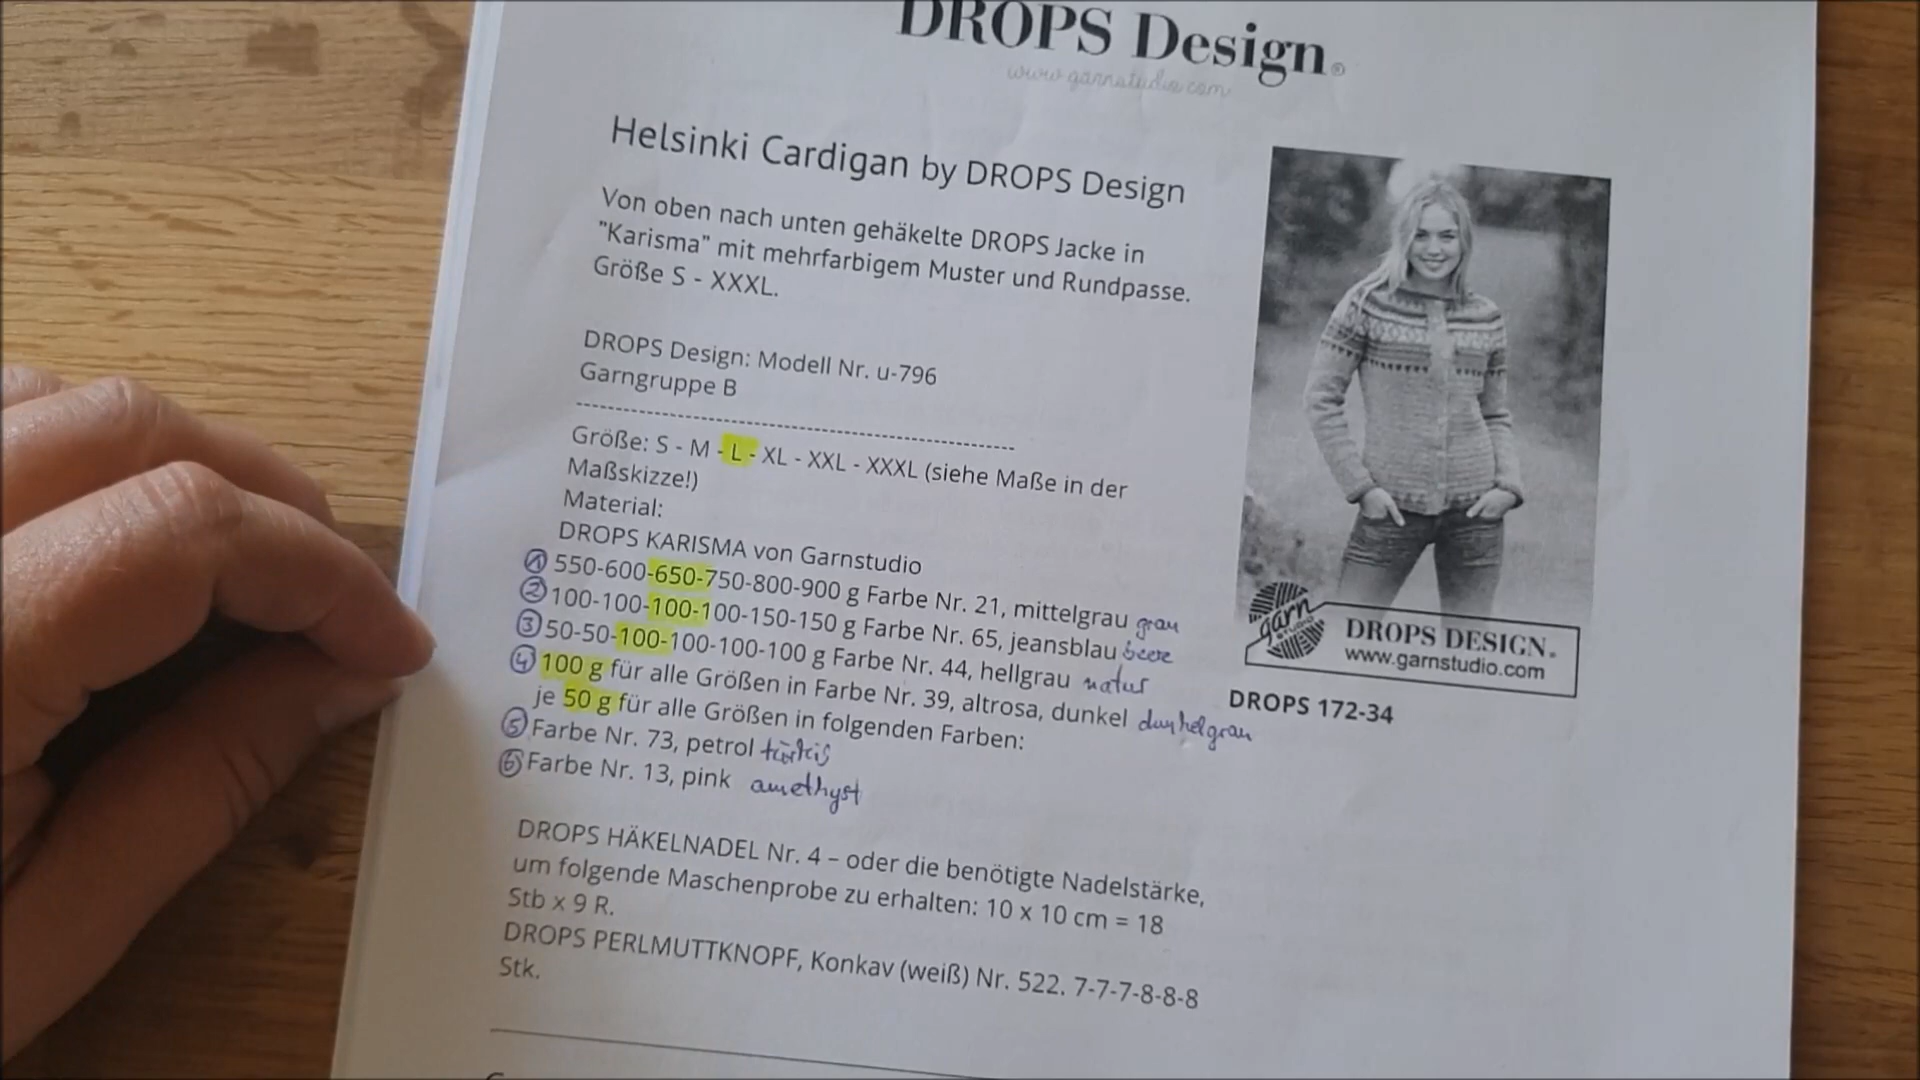 DROPS Design®
www.garnstudio.com
Helsinki Cardigan by DROPS Design
Von oben nach unten gehäkelte DROPS Jacke in
"Karisma" mit mehrfarbigem Muster und Rundpasse.
Größe S - XXXL.
DROPS Design: Modell Nr. u-796
Garngruppe B
-----------------------------------------------------------
Größe: S - M - L - XL - XXL - XXXL (siehe Maße in der
Maßskizze!)
Material:
DROPS KARISMA von Garnstudio
① 550-600-650-750-800-900 g Farbe Nr. 21, mittelgrau grau
② 100-100-100-100-150-150 g Farbe Nr. 65, jeansblau beere
③ 50-50-100-100-100-100 g Farbe Nr. 44, hellgrau natur
④ 100 g für alle Größen in Farbe Nr. 39, altrosa, dunkel dunkelgrau
je 50 g für alle Größen in folgenden Farben:
⑤ Farbe Nr. 73, petrol türkis
⑥ Farbe Nr. 13, pink amethyst
DROPS HÄKELNADEL Nr. 4 – oder die benötigte Nadelstärke,
um folgende Maschenprobe zu erhalten: 10 x 10 cm = 18
Stb x 9 R.
DROPS PERLMUTTKNOPF, Konkav (weiß) Nr. 522. 7-7-7-8-8-8
Stk.
garn
STUDIO
DROPS DESIGN®
www.garnstudio.com
DROPS 172-34